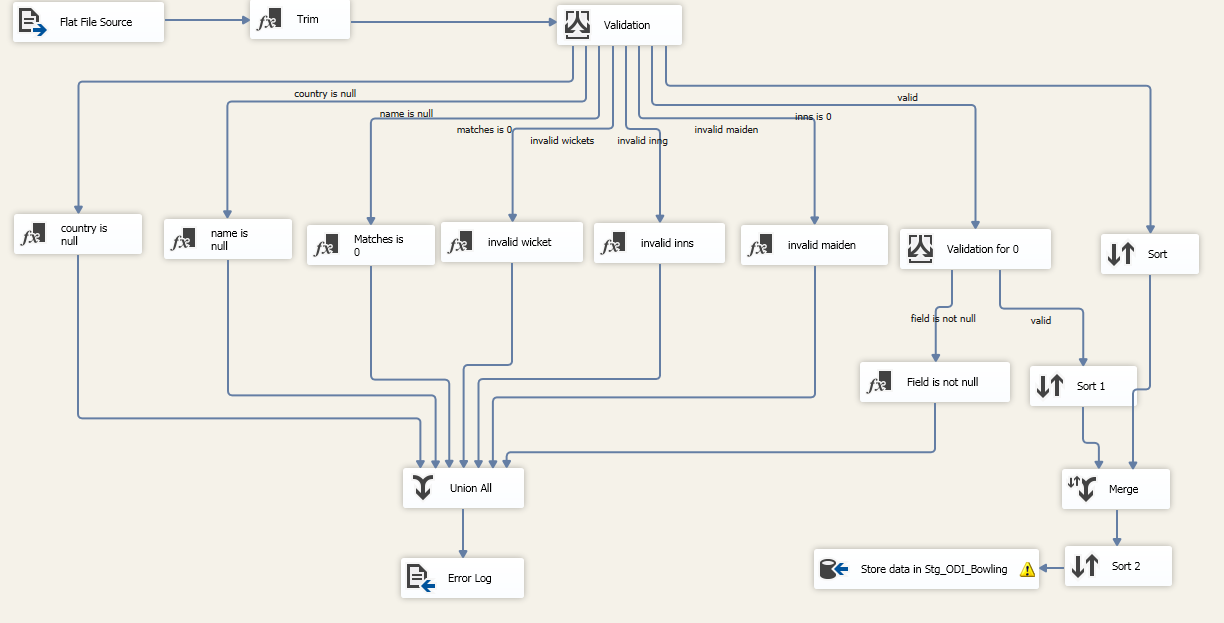 Flat File Source
Trim
Validation
country is null
name is null
matches is 0
invalid wickets
invalid inng
invalid maiden
inns is 0
valid
country is
null
name is
null
Matches is
0
invalid wicket
invalid inns
invalid maiden
Validation for 0
Sort
field is not null
valid
Field is not null
Sort 1
Union All
Merge
Error Log
Store data in Stg_ODI_Bowling
Sort 2